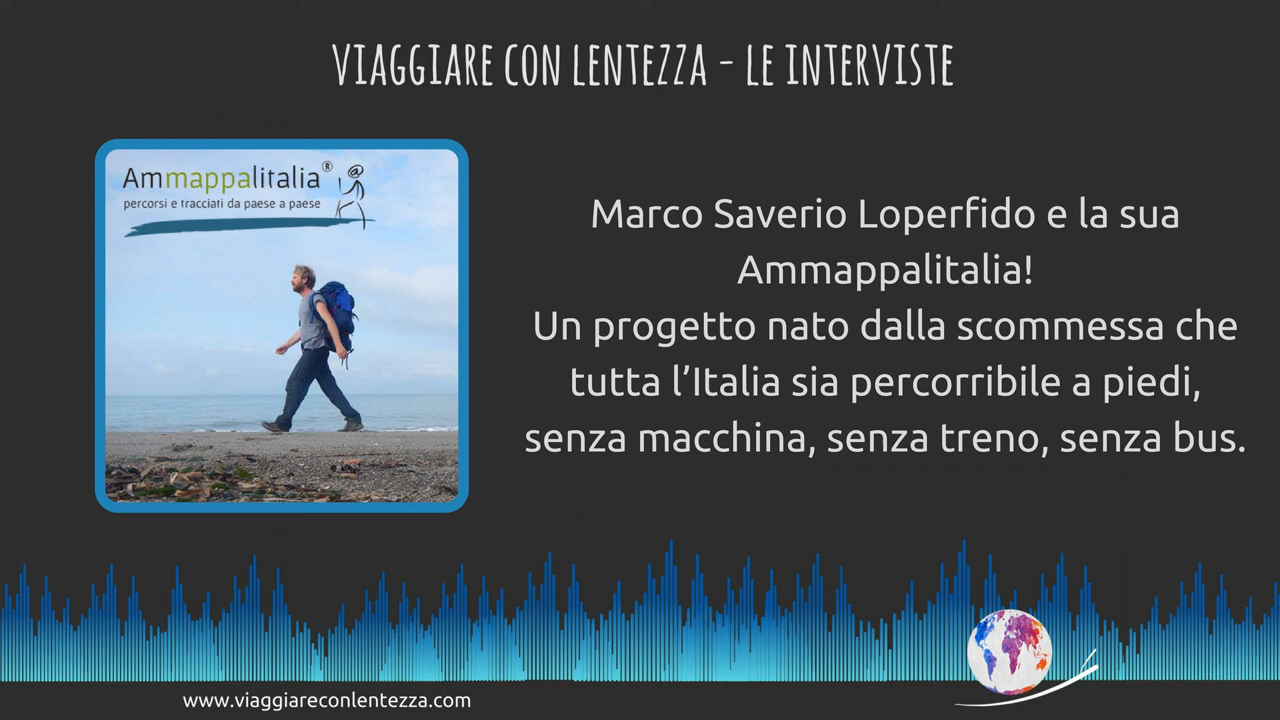 VIAGGIARE CON LENTEZZA - LE INTERVISTE
Ammappalitalia®
percorsi e tracciati da paese a paese
Marco Saverio Loperfido e la sua
Ammappalitalia!
Un progetto nato dalla scommessa che
tutta l’Italia sia percorribile a piedi,
senza macchina, senza treno, senza bus.
www.viaggiareconlentezza.com